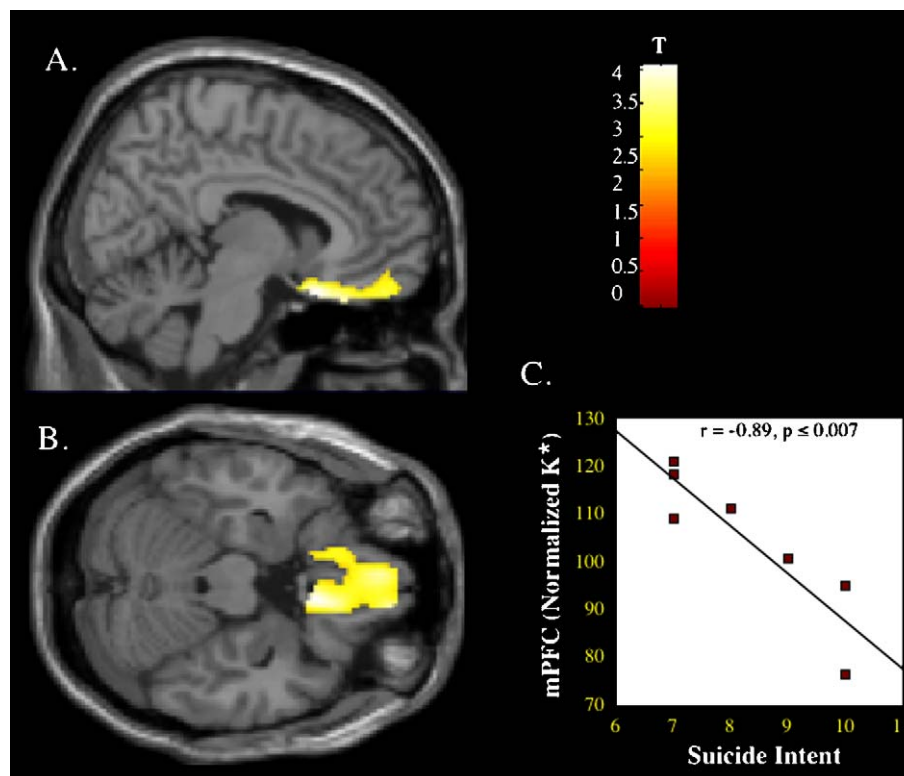 A.
T
4
3.5
3
2.5
2
1.5
1
0.5
0
B.
C.
r = -0.89, p ≤ 0.007
mPFC (Normalized K*)
130
120
110
100
90
80
70
6 7 8 9 10 1
Suicide Intent